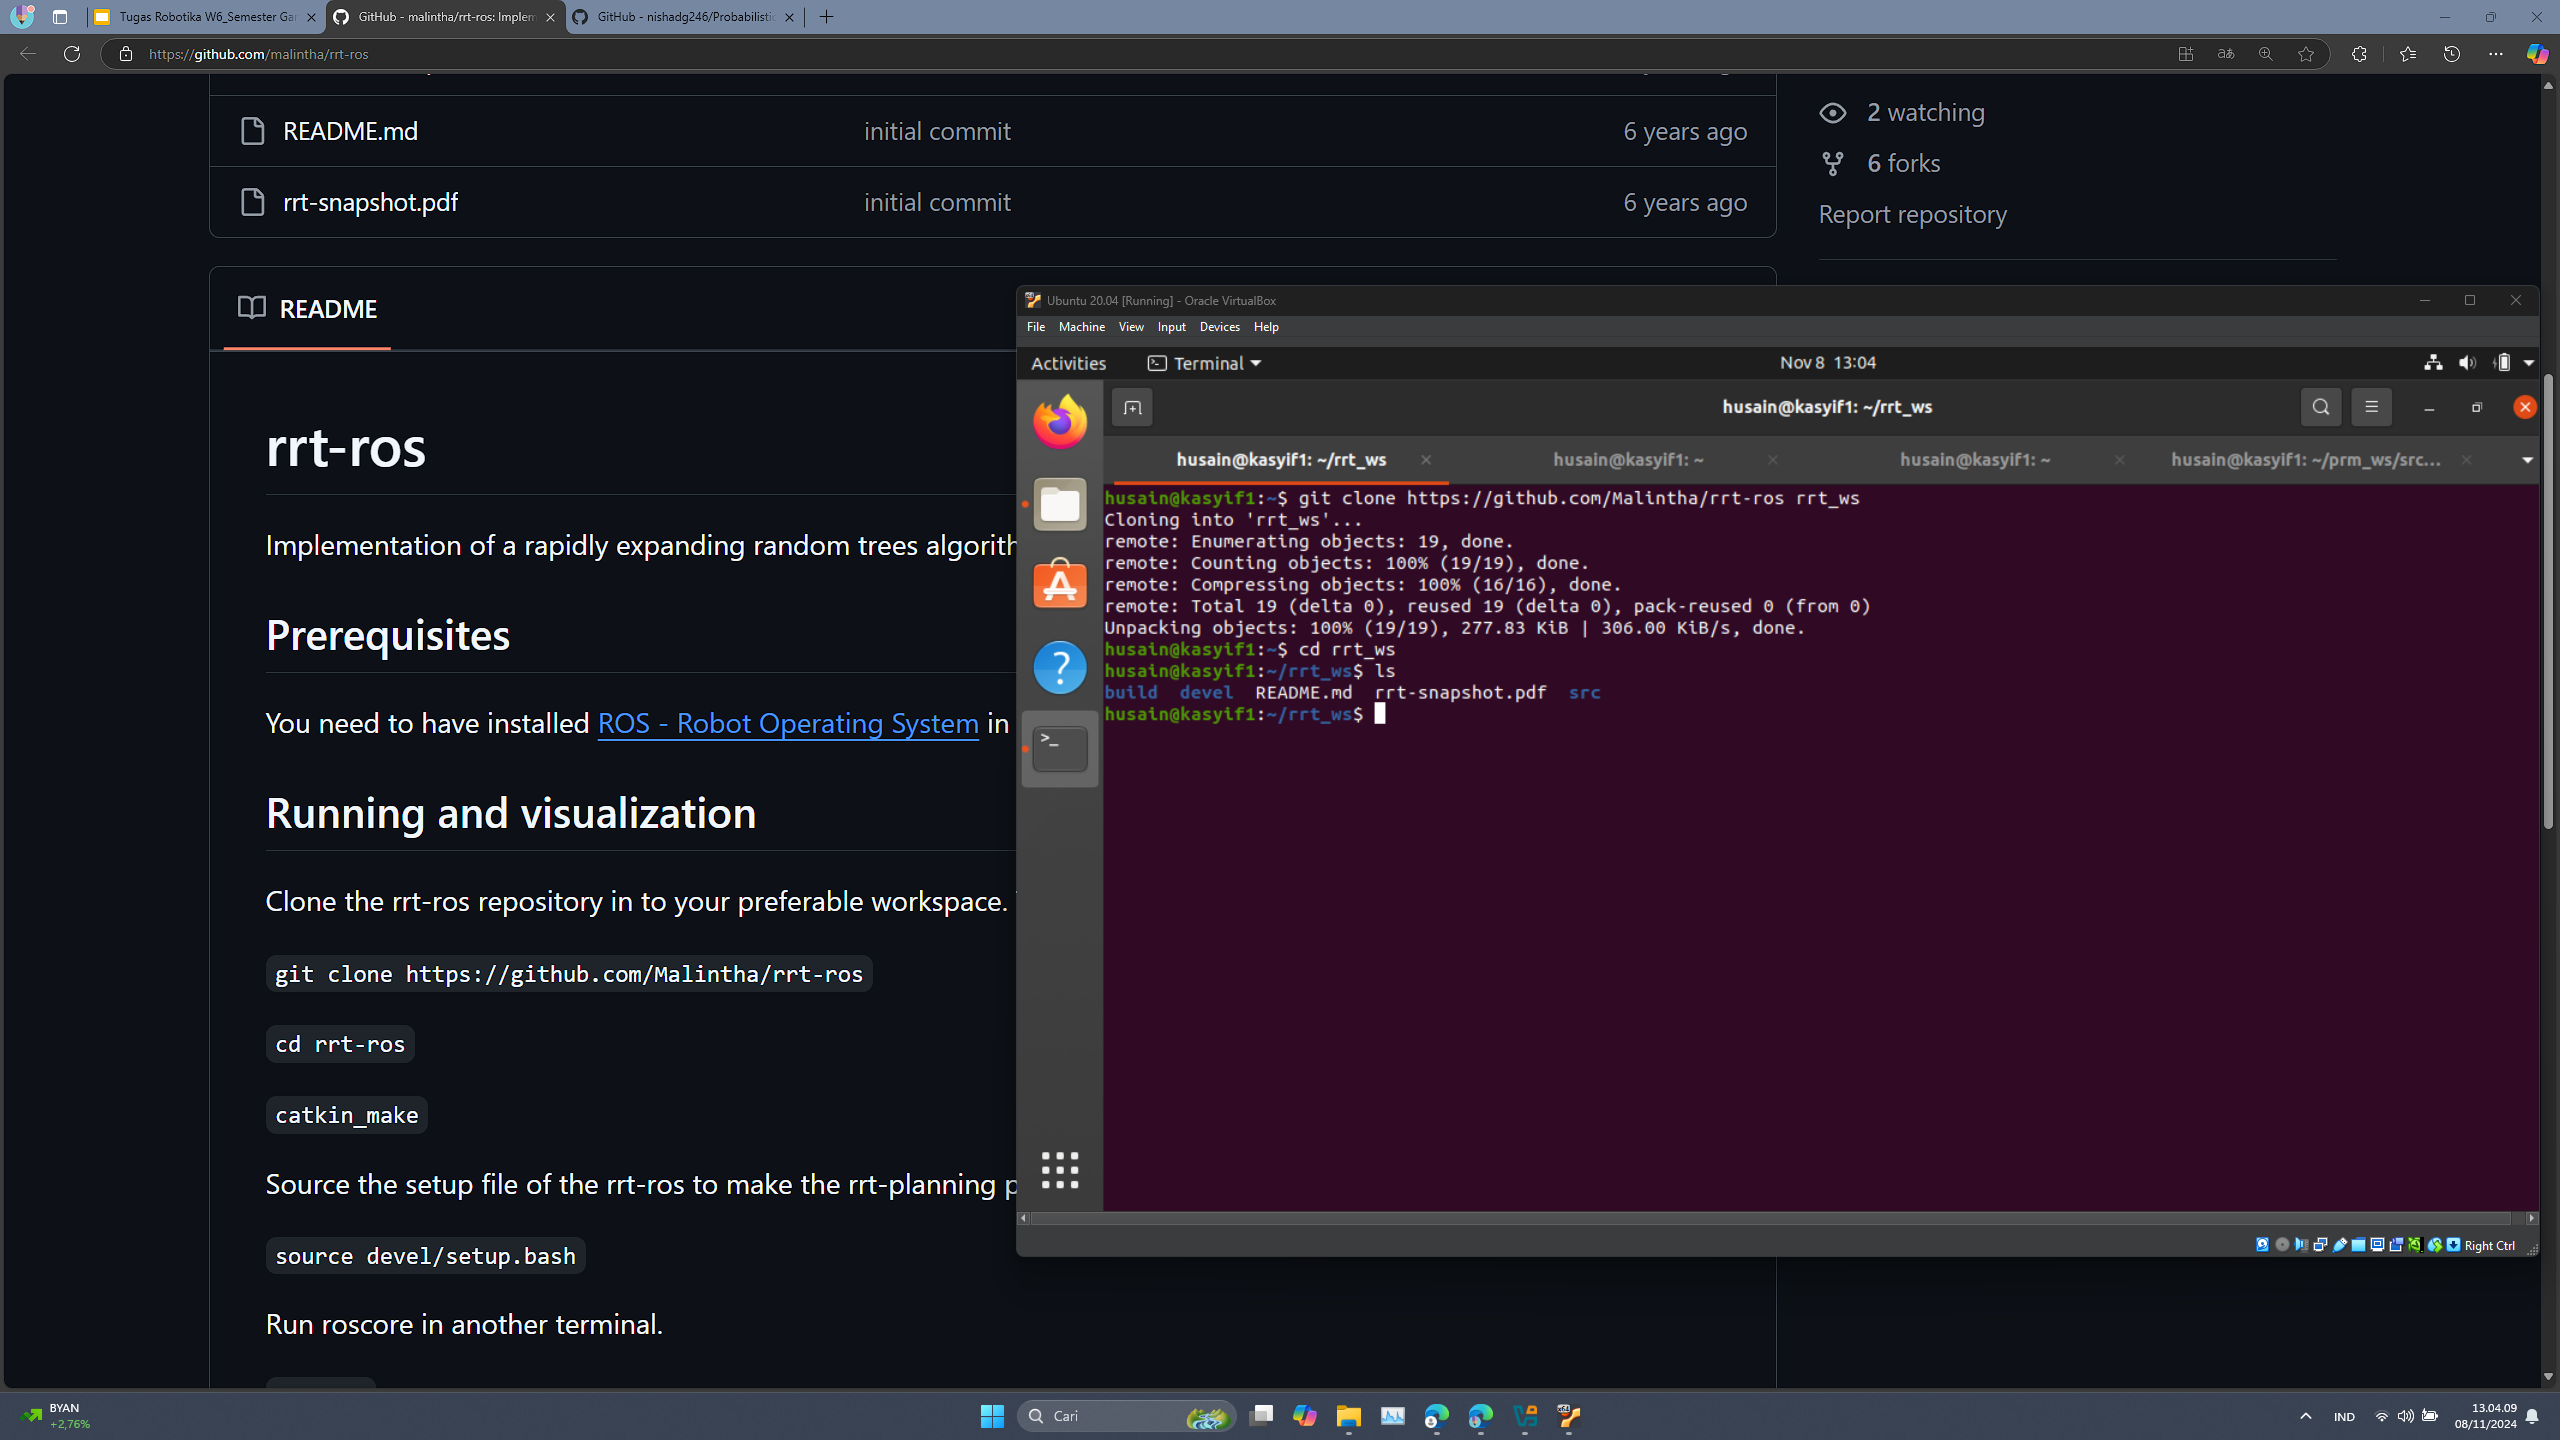 Tugas Robotika W6_Semester Gar
GitHub - malintha/rrt-ros: Implem
GitHub - nishadg246/Probabilistic
https://github.com/malintha/rrt-ros
README.md
initial commit
6 years ago
rrt-snapshot.pdf
initial commit
6 years ago
2 watching
6 forks
Report repository
README
rrt-ros
Implementation of a rapidly expanding random trees algorith
Prerequisites
You need to have installed ROS - Robot Operating System in
Running and visualization
Clone the rrt-ros repository in to your preferable workspace.
git clone https://github.com/Malintha/rrt-ros
cd rrt-ros
catkin_make
Source the setup file of the rrt-ros to make the rrt-planning p
source devel/setup.bash
Run roscore in another terminal.
Ubuntu 20.04 [Running] - Oracle VirtualBox
File Machine View Input Devices Help
Activities Terminal Nov 8 13:04
husain@kasyif1: ~/rrt_ws
husain@kasyif1: ~/rrt_ws
husain@kasyif1: ~
husain@kasyif1: ~
husain@kasyif1: ~/prm_ws/src...
husain@kasyif1:~$ git clone https://github.com/Malintha/rrt-ros rrt_ws
Cloning into 'rrt_ws'...
remote: Enumerating objects: 19, done.
remote: Counting objects: 100% (19/19), done.
remote: Compressing objects: 100% (16/16), done.
remote: Total 19 (delta 0), reused 19 (delta 0), pack-reused 0 (from 0)
Unpacking objects: 100% (19/19), 277.83 KiB | 306.00 KiB/s, done.
husain@kasyif1:~$ cd rrt_ws
husain@kasyif1:~/rrt_ws$ ls
build devel README.md rrt-snapshot.pdf src
husain@kasyif1:~/rrt_ws$
Right Ctrl
BYAN
+2,76%
Cari
IND
13.04.09
08/11/2024